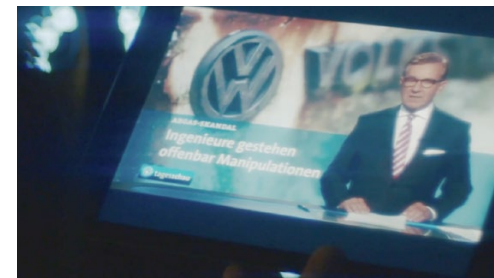 VOLKS
ABGAS-SKANDAL
Ingenieure gestehen
offenbar Manipulationen
tagesschau